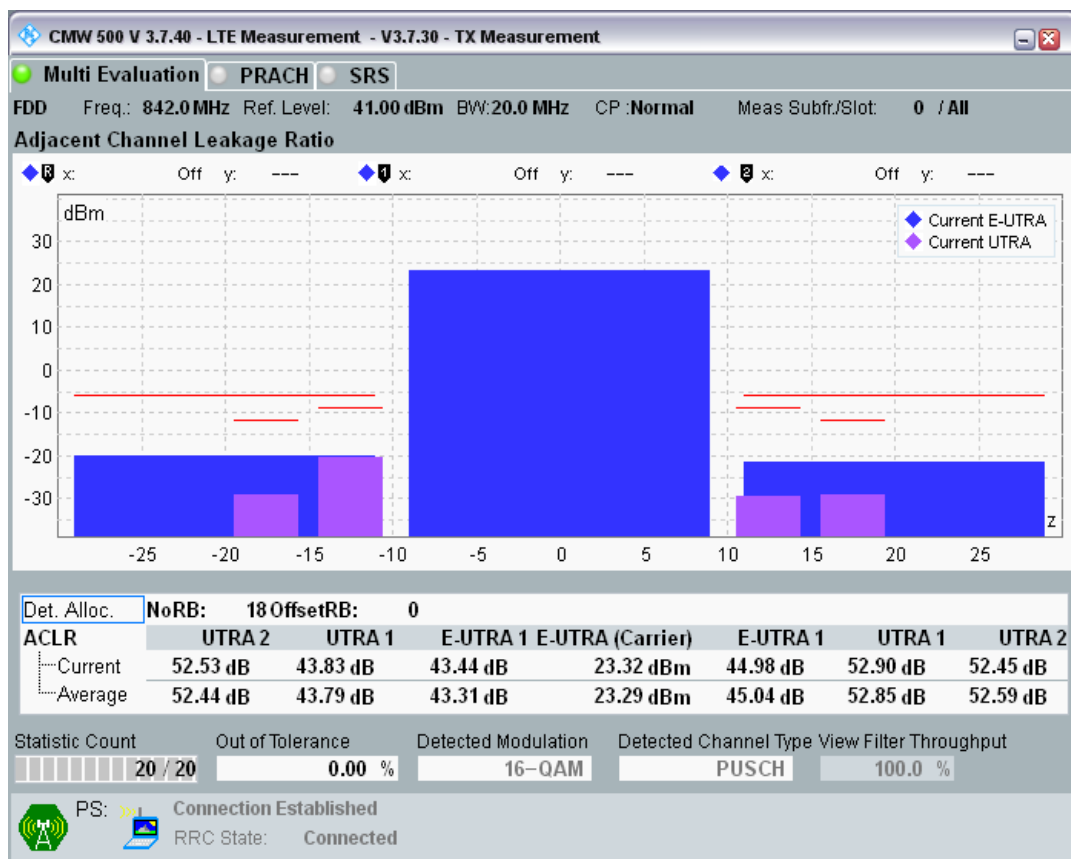 CMW 500 V 3.7.40 - LTE Measurement - V3.7.30 - TX Measurement
Multi Evaluation PRACH SRS
FDD Freq.: 842.0 MHz Ref. Level: 41.00 dBm BW:20.0 MHz CP :Normal Meas Subfr./Slot: 0 / All
Adjacent Channel Leakage Ratio
R x: Off y: --- 1 x: Off y: --- 2 x: Off y: ---
dBm
Current E-UTRA
Current UTRA
30
20
10
0
-10
-20
-30
z
-25 -20 -15 -10 -5 0 5 10 15 20 25
Det. Alloc. NoRB: 18 OffsetRB: 0
ACLR UTRA 2 UTRA 1 E-UTRA 1 E-UTRA (Carrier) E-UTRA 1 UTRA 1 UTRA 2
Current 52.53 dB 43.83 dB 43.44 dB 23.32 dBm 44.98 dB 52.90 dB 52.45 dB
Average 52.44 dB 43.79 dB 43.31 dB 23.29 dBm 45.04 dB 52.85 dB 52.59 dB
Statistic Count Out of Tolerance Detected Modulation Detected Channel Type View Filter Throughput
20 / 20 0.00 % 16-QAM PUSCH 100.0 %
PS: Connection Established
RRC State: Connected